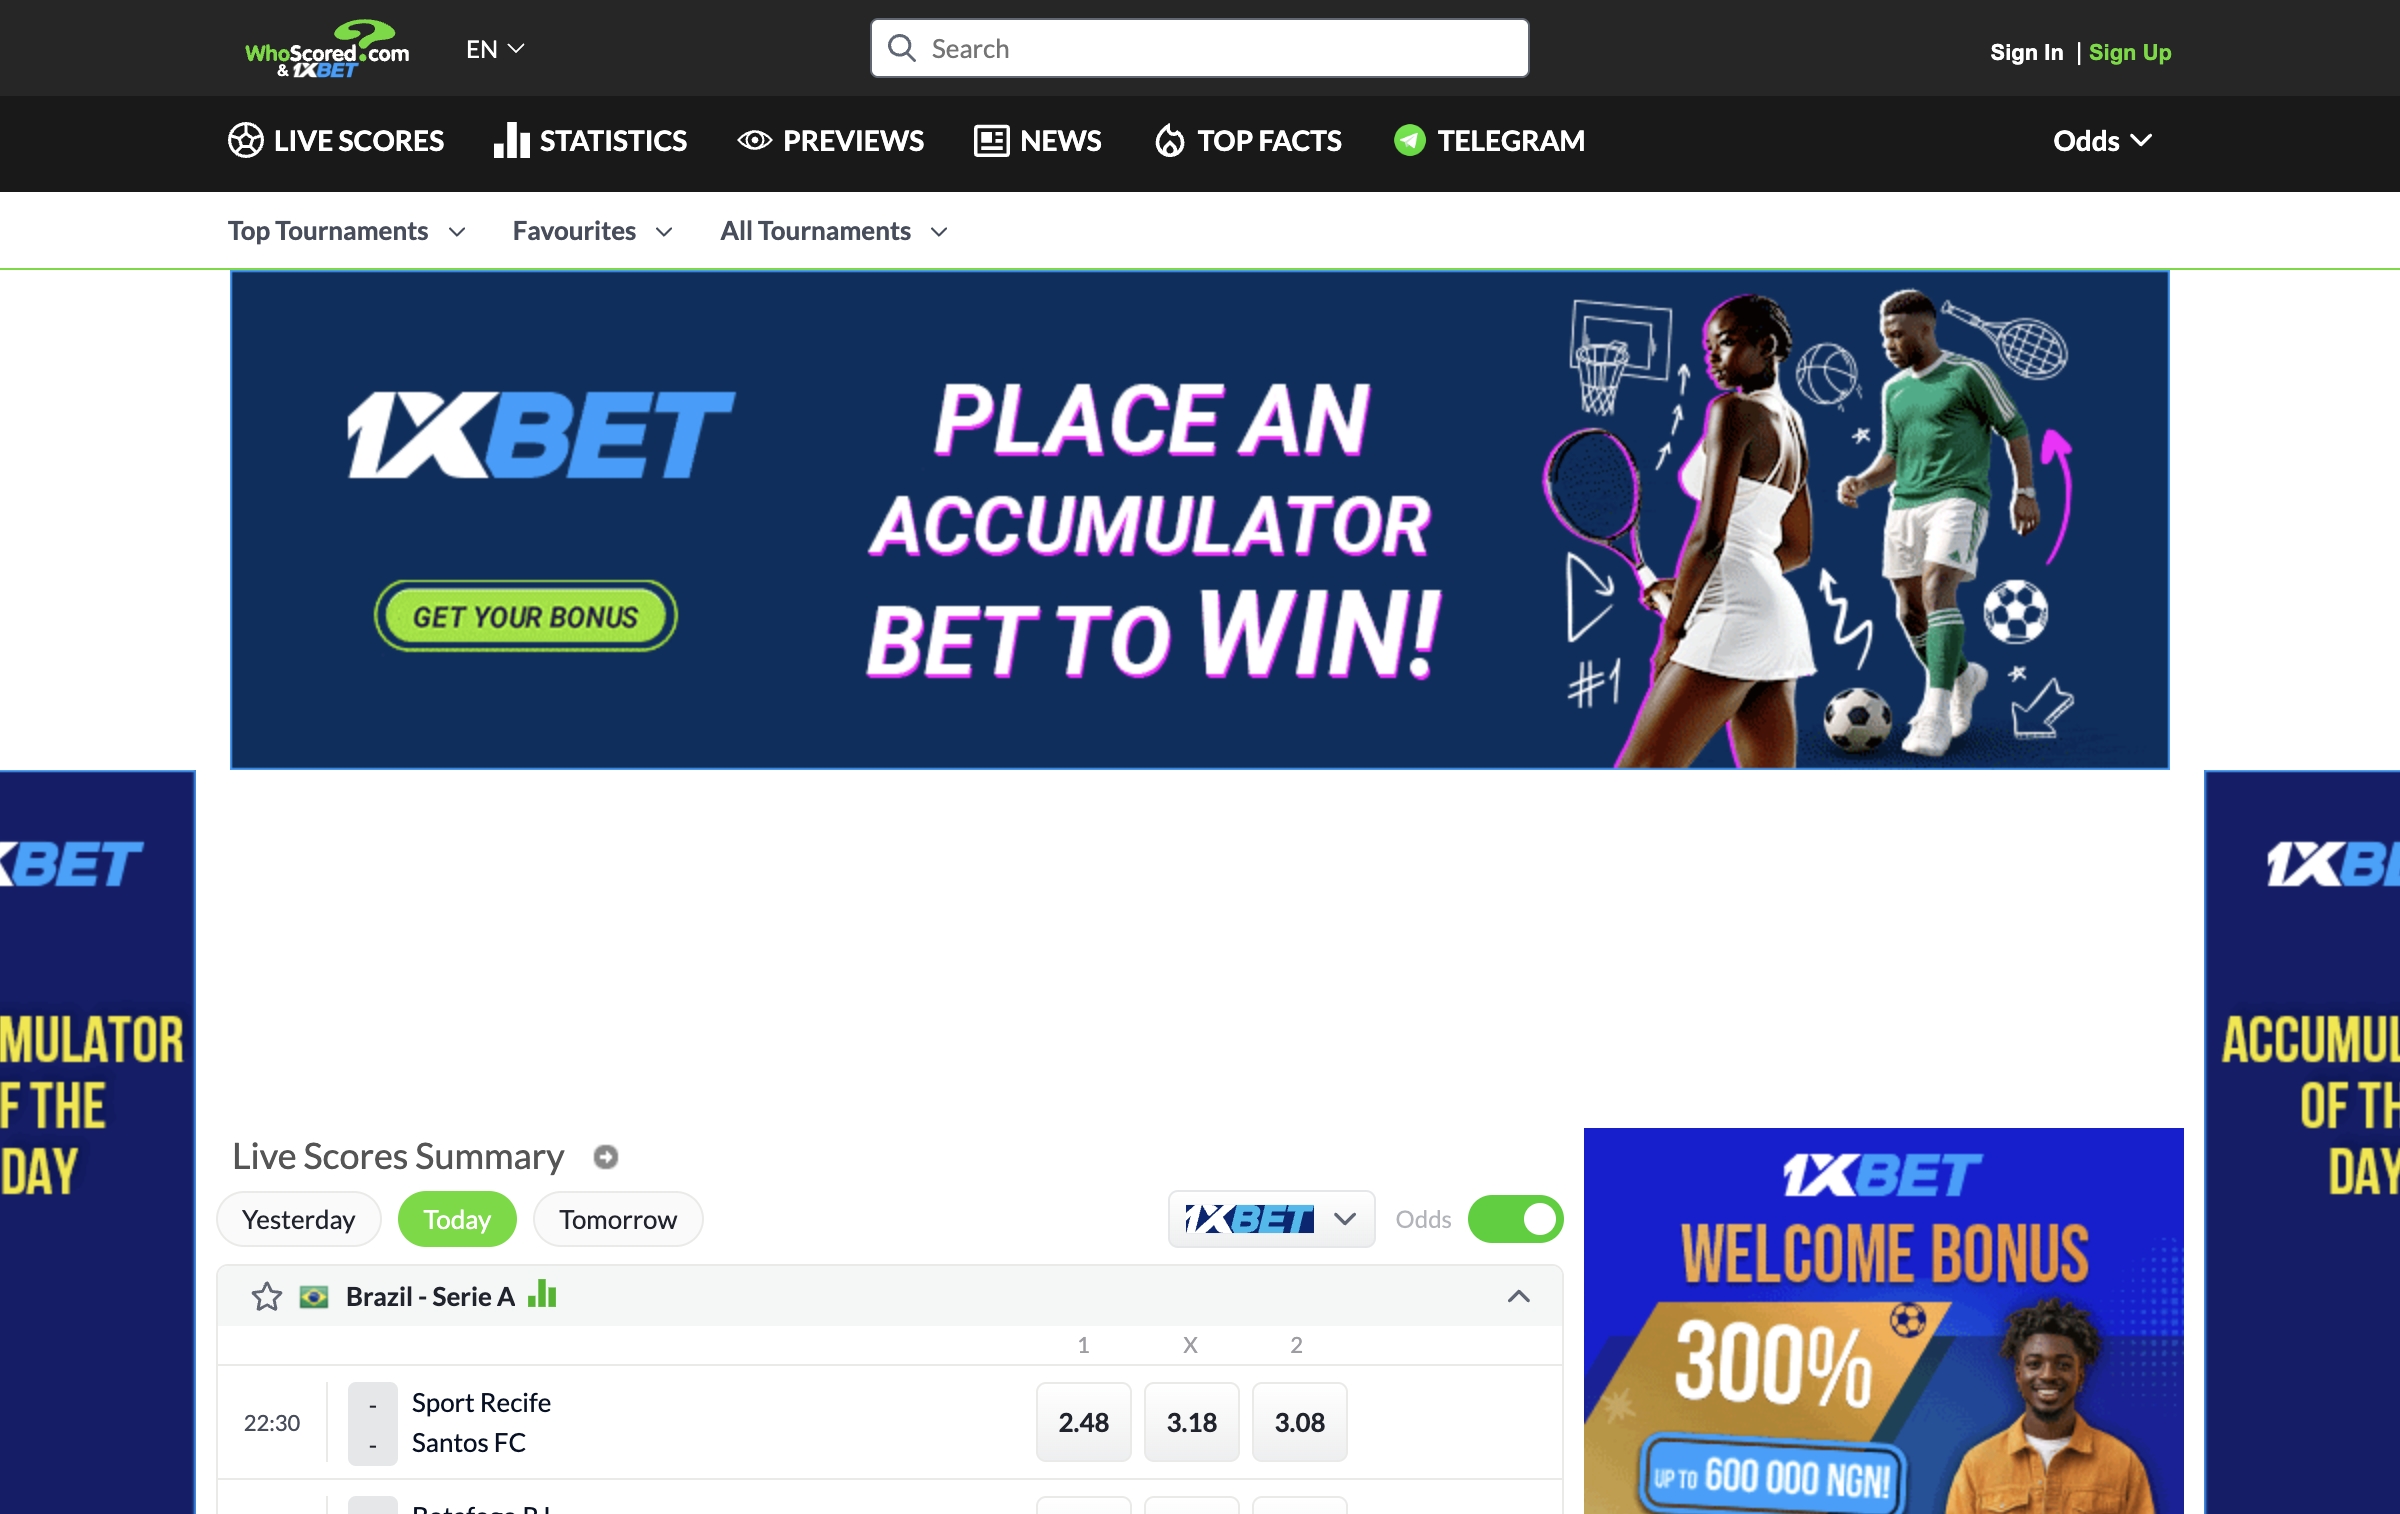 WhoScored.com
& 1XBET
EN
Search
Sign In | Sign Up
LIVE SCORES
STATISTICS
PREVIEWS
NEWS
TOP FACTS
TELEGRAM
Odds
Top Tournaments
Favourites
All Tournaments
1XBET
GET YOUR BONUS
PLACE AN
ACCUMULATOR
BET TO WIN!
#1
XBET
MULATOR
F THE
DAY
1XBE
ACCUMUL
OF TH
DAY
Live Scores Summary
Yesterday
Today
Tomorrow
1XBET
Odds
Brazil - Serie A
1 X 2
22:30
-
Sport Recife
-
Santos FC
2.48 3.18 3.08
1XBET
WELCOME BONUS
300%
UP TO 600 000 NGN!